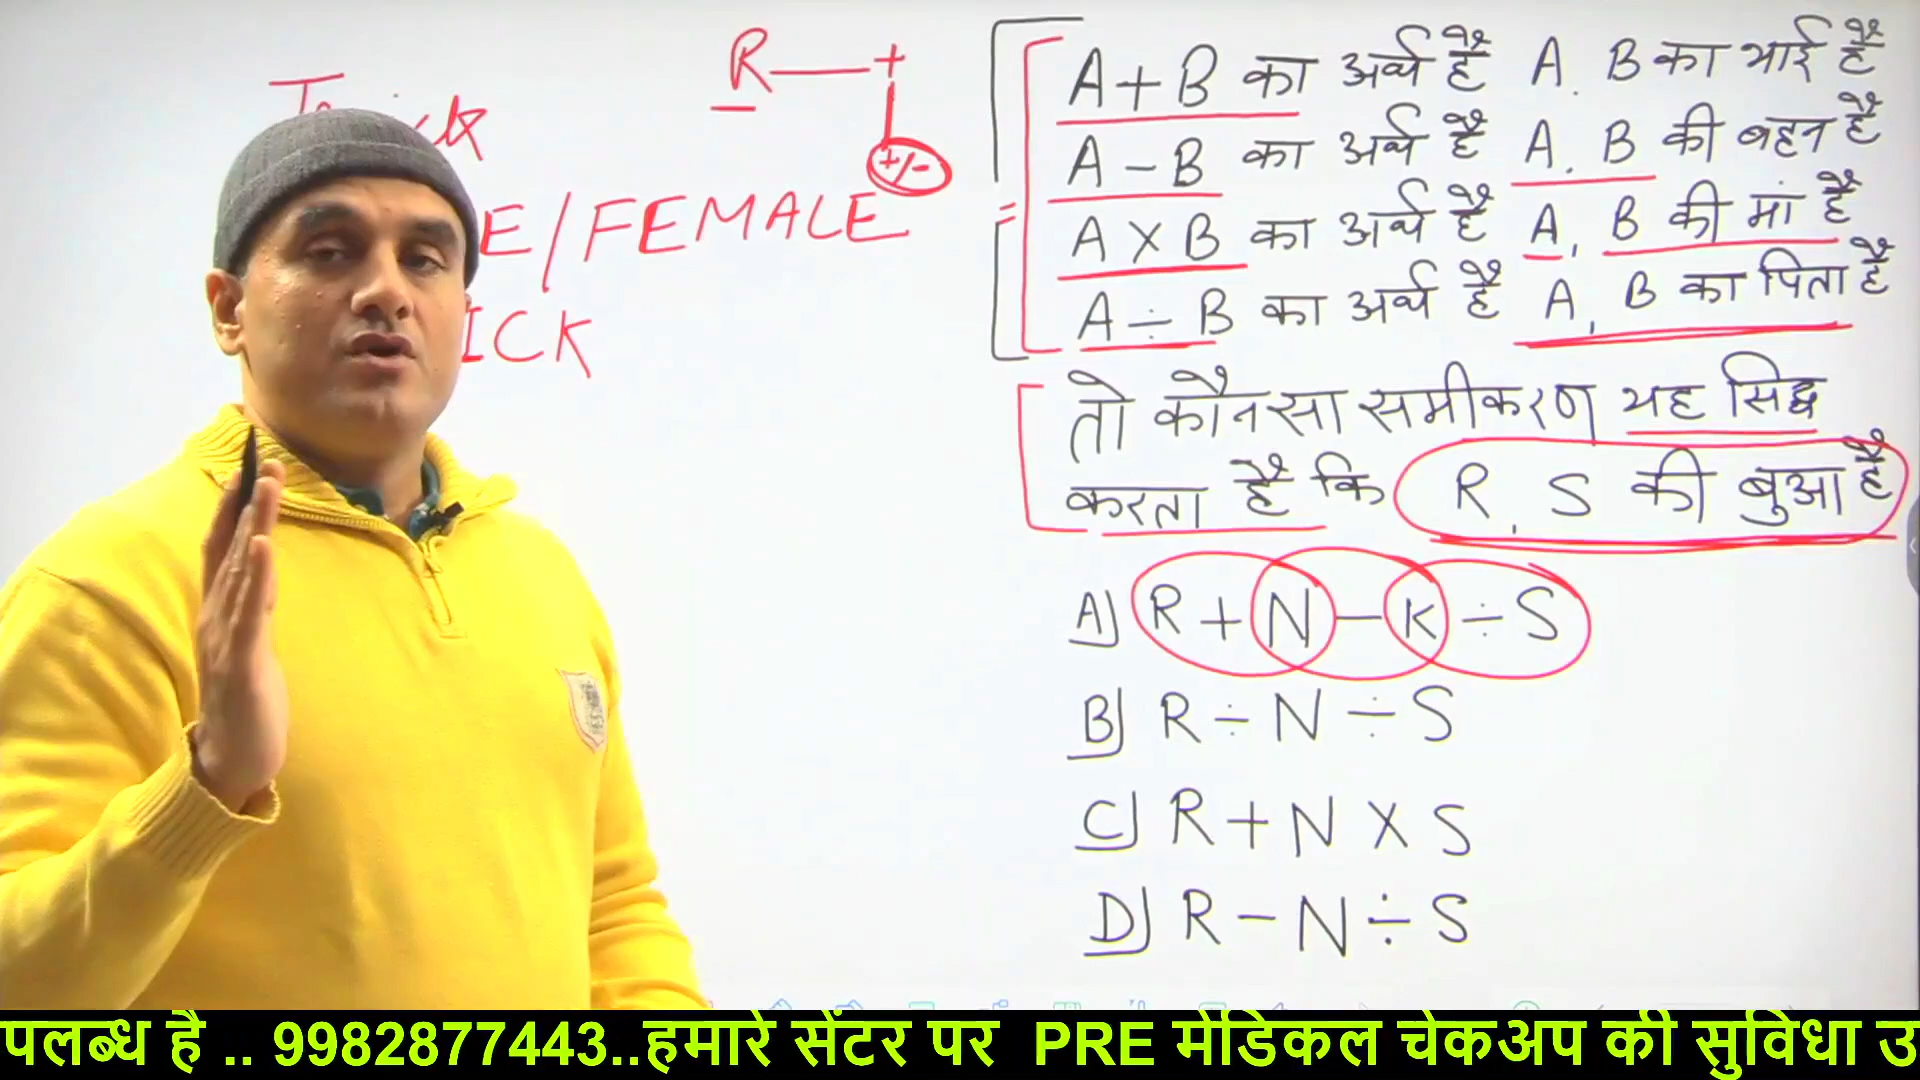 R — +
+/-
E/FEMALE
ICK
A + B का अर्थ है A, B का भाई है
A - B का अर्थ है A, B की बहन है
A × B का अर्थ है A, B की मां है
A ÷ B का अर्थ है A, B का पिता है
तो कौनसा समीकरण यह सिद्ध
करता है कि R, S की बुआ है
A) R + N - K ÷ S
B) R ÷ N ÷ S
C) R + N × S
D) R - N ÷ S
पलब्ध है .. 9982877443..हमारे सेंटर पर PRE मेडिकल चेकअप की सुविधा उ